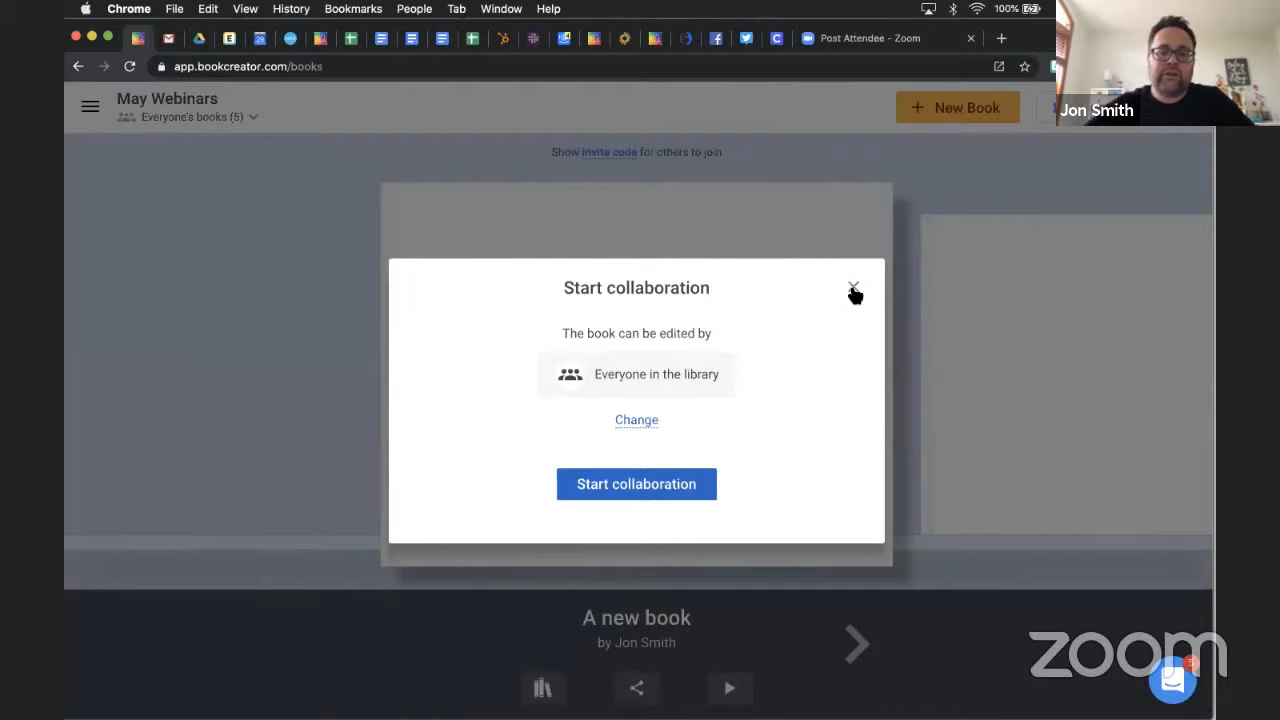 Chrome File Edit View History Bookmarks People Tab Window Help 100%
Post Attendee - Zoom
app.bookcreator.com/books
May Webinars
Everyone's books (5)
+ New Book
Jon Smith
Show invite code for others to join
Start collaboration
The book can be edited by
Everyone in the library
Change
Start collaboration
A new book
by Jon Smith
zoom
5